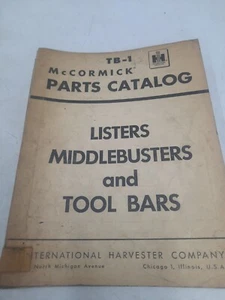 TB-1
McCORMICK
PARTS CATALOG
LISTERS
MIDDLEBUSTERS
and
TOOL BARS
INTERNATIONAL HARVESTER COMPANY
Michigan Avenue Chicago 1, Illinois, U.S.A.